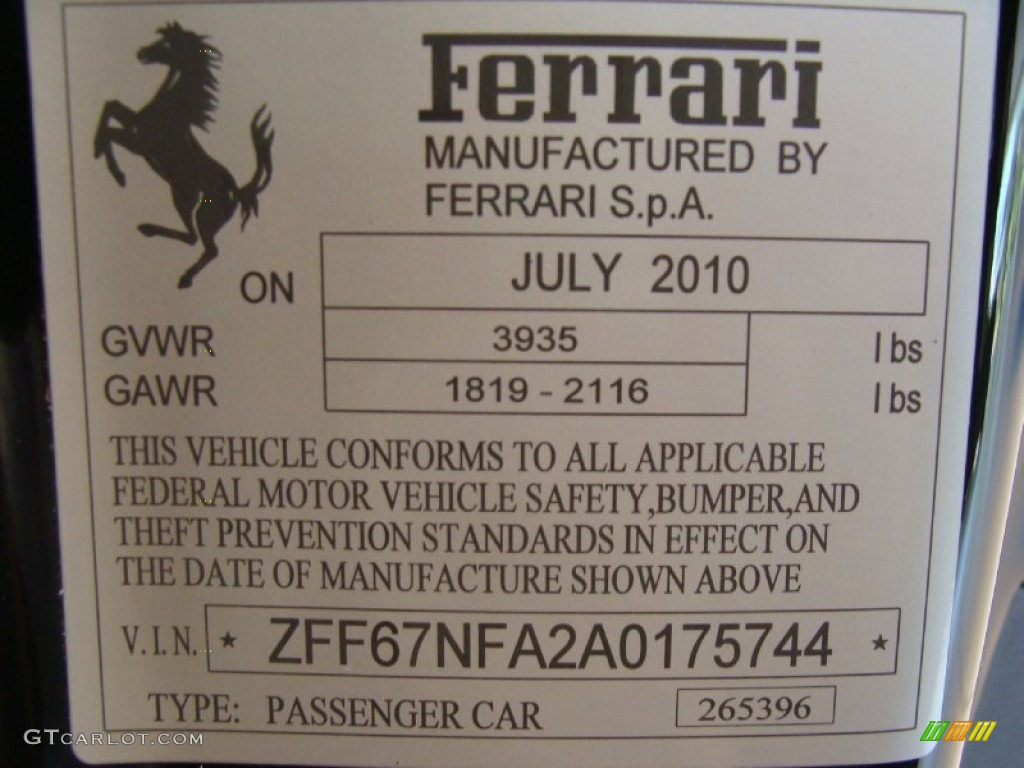 Ferrari
MANUFACTURED BY
FERRARI S.p.A.
ON JULY 2010
GVWR 3935 lbs
GAWR 1819 - 2116 lbs
THIS VEHICLE CONFORMS TO ALL APPLICABLE
FEDERAL MOTOR VEHICLE SAFETY,BUMPER,AND
THEFT PREVENTION STANDARDS IN EFFECT ON
THE DATE OF MANUFACTURE SHOWN ABOVE
V.I.N. ★ ZFF67NFA2A0175744 ★
TYPE: PASSENGER CAR 265396
GTCARLOT.COM